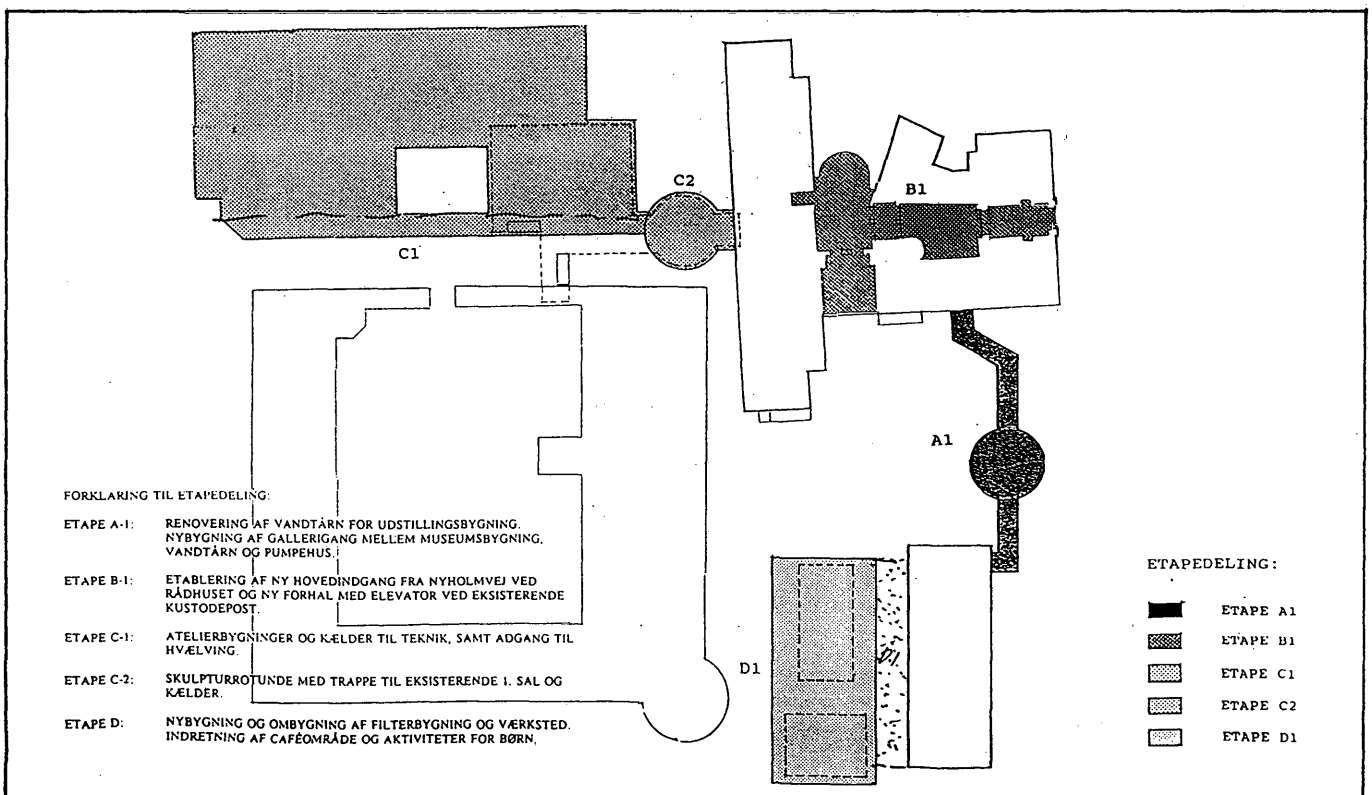 C2
B1
C1
A1
FORKLARING TIL ETAPEDELING:
ETAPE A-1: RENOVERING AF VANDTÅRN FOR UDSTILLINGSBYGNING.
NYBYGNING AF GALLERIGANG MELLEM MUSEUMSBYGNING,
VANDTÅRN OG PUMPEHUS.
ETAPE B-1: ETABLERING AF NY HOVEDINDGANG FRA NYHOLMVEJ VED
RÅDHUSET OG NY FORHAL MED ELEVATOR VED EKSISTERENDE
KUSTODEPOST.
ETAPE C-1: ATELIERBYGNINGER OG KÆLDER TIL TEKNIK, SAMT ADGANG TIL
HVÆLVING.
ETAPE C-2: SKULPTURROTUNDE MED TRAPPE TIL EKSISTERENDE 1. SAL OG
KÆLDER.
ETAPE D: NYBYGNING OG OMBYGNING AF FILTERBYGNING OG VÆRKSTED.
INDRETNING AF CAFÉOMRÅDE OG AKTIVITETER FOR BØRN.
D1
ETAPEDELING:
ETAPE A1
ETAPE B1
ETAPE C1
ETAPE C2
ETAPE D1